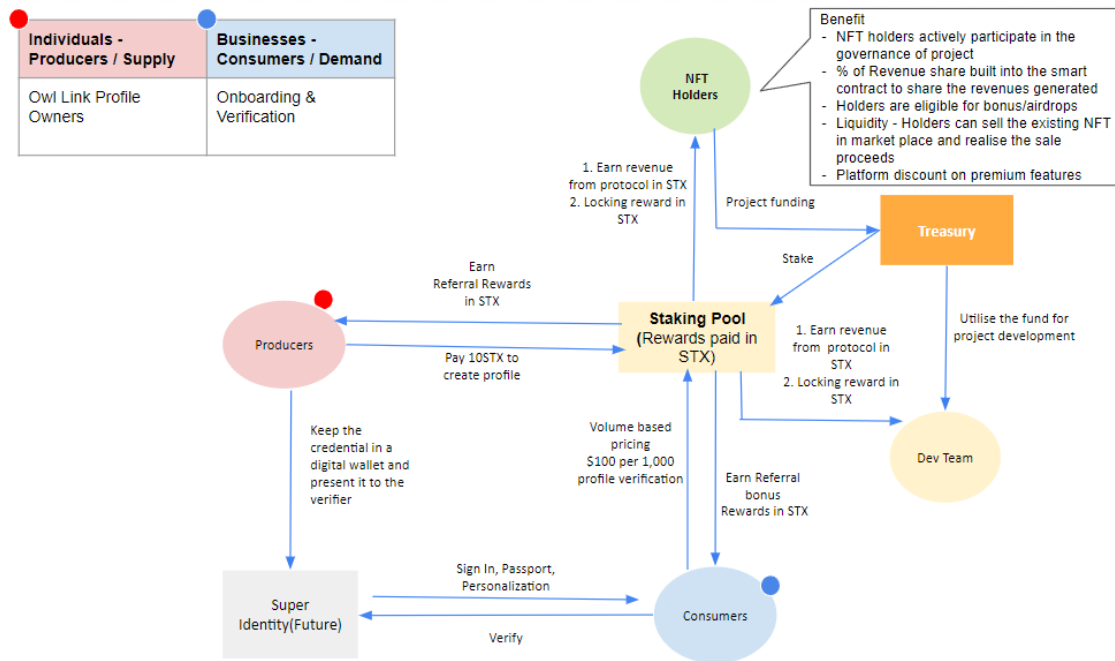 Individuals -
Producers / Supply
Businesses -
Consumers / Demand
Owl Link Profile
Owners
Onboarding &
Verification
NFT
Holders
Benefit
- NFT holders actively participate in the
governance of project
- % of Revenue share built into the smart
contract to share the revenues generated
- Holders are eligible for bonus/airdrops
- Liquidity - Holders can sell the existing NFT
in market place and realise the sale
proceeds
- Platform discount on premium features
1. Earn revenue
from protocol in STX
2. Locking reward in
STX
Project funding
Treasury
Stake
Earn
Referral Rewards
in STX
Producers
Pay 10STX to
create profile
Staking Pool
(Rewards paid in
STX)
Utilise the fund for
project development
1. Earn revenue
from protocol in
STX
2. Locking reward in
STX
Dev Team
Keep the
credential in a
digital wallet and
present it to the
verifier
Volume based
pricing
$100 per 1,000
profile verification
Earn Referral
bonus
Rewards in STX
Super
Identity(Future)
Sign In, Passport,
Personalization
Verify
Consumers